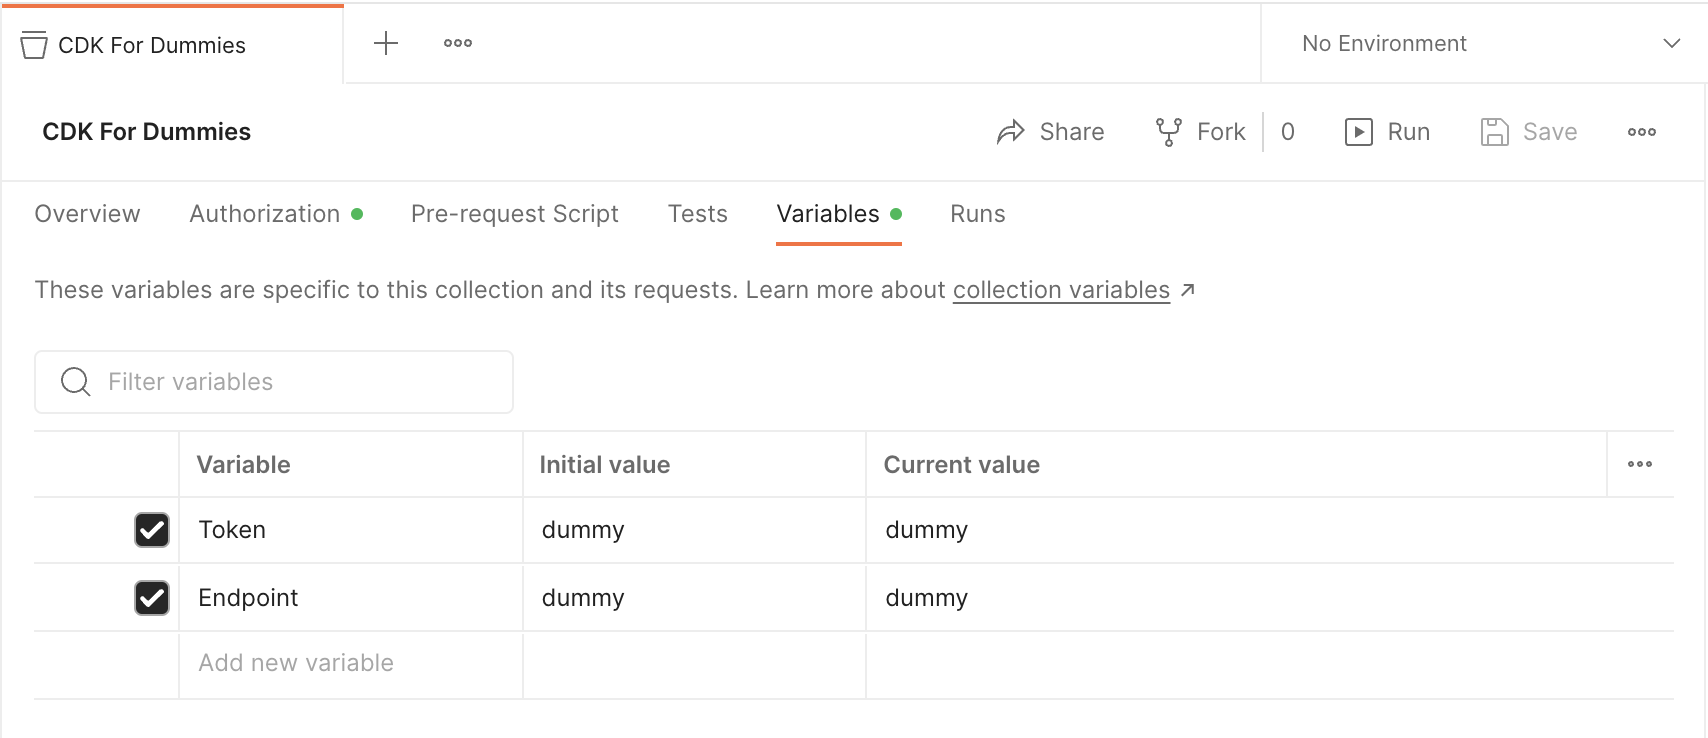 CDK For Dummies
No Environment
CDK For Dummies
Share
Fork
0
Run
Save
Overview
Authorization
Pre-request Script
Tests
Variables
Runs
These variables are specific to this collection and its requests. Learn more about collection variables ↗
Filter variables
Variable
Initial value
Current value
Token
dummy
dummy
Endpoint
dummy
dummy
Add new variable